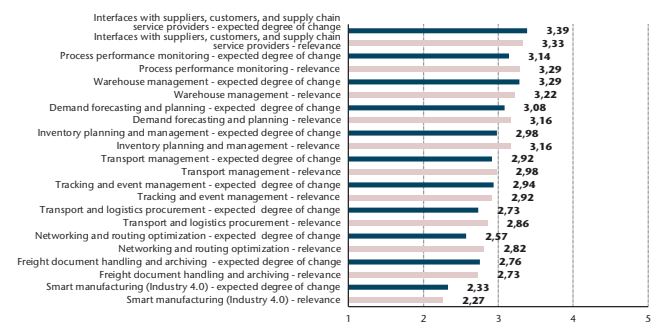 Interfaces with suppliers, customers, and supply chain
service providers - expected degree of change 3,39
Interfaces with suppliers, customers, and supply chain
service providers - relevance 3,33
Process performance monitoring - expected degree of change 3,14
Process performance monitoring - relevance 3,29
Warehouse management - expected degree of change 3,29
Warehouse management - relevance 3,22
Demand forecasting and planning - expected degree of change 3,08
Demand forecasting and planning - relevance 3,16
Inventory planning and management - expected degree of change 2,98
Inventory planning and management - relevance 3,16
Transport management - expected degree of change 2,92
Transport management - relevance 2,98
Tracking and event management - expected degree of change 2,94
Tracking and event management - relevance 2,92
Transport and logistics procurement - expected degree of change 2,73
Transport and logistics procurement - relevance 2,86
Networking and routing optimization - expected degree of change 2,57
Networking and routing optimization - relevance 2,82
Freight document handling and archiving - expected degree of change 2,76
Freight document handling and archiving - relevance 2,73
Smart manufacturing (Industry 4.0) - expected degree of change 2,33
Smart manufacturing (Industry 4.0) - relevance 2,27
1 2 3 4 5